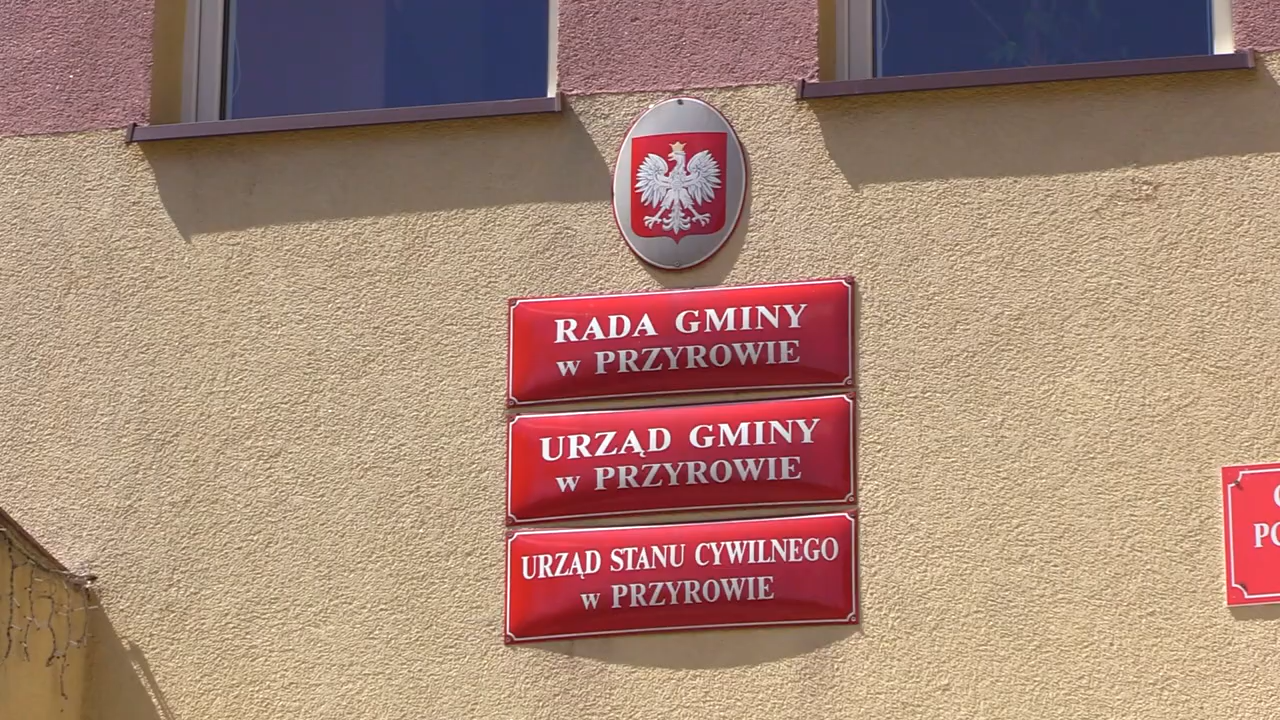 RADA GMINY
w PRZYROWIE
URZĄD GMINY
w PRZYROWIE
URZĄD STANU CYWILNEGO
w PRZYROWIE